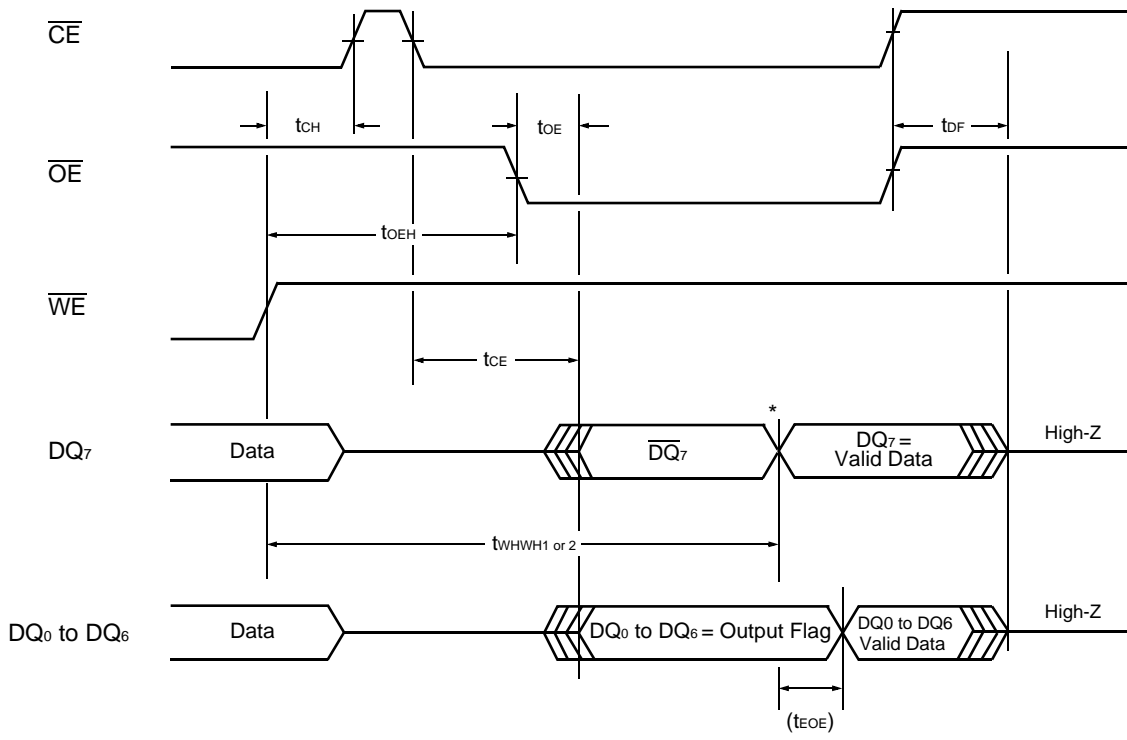 CE
tCH
tOE
tDF
OE
tOEH
WE
tCE
*
DQ7
Data
DQ7
DQ7 =
Valid Data
High-Z
tWHWH1 or 2
DQ0 to DQ6
Data
DQ0 to DQ6 = Output Flag
DQ0 to DQ6
Valid Data
High-Z
(tEOE)